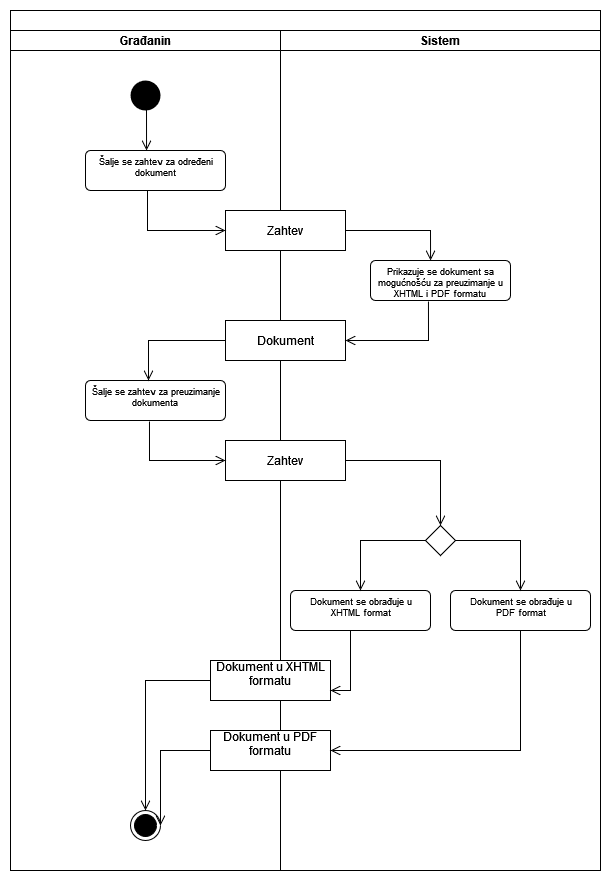 Građanin
Sistem
Šalje se zahtev za određeni
dokument
Zahtev
Prikazuje se dokument sa
mogućnošću za preuzimanje u
XHTML i PDF formatu
Dokument
Šalje se zahtev za preuzimanje
dokumenta
Zahtev
Dokument se obrađuje u
XHTML format
Dokument se obrađuje u
PDF format
Dokument u XHTML
formatu
Dokument u PDF
formatu